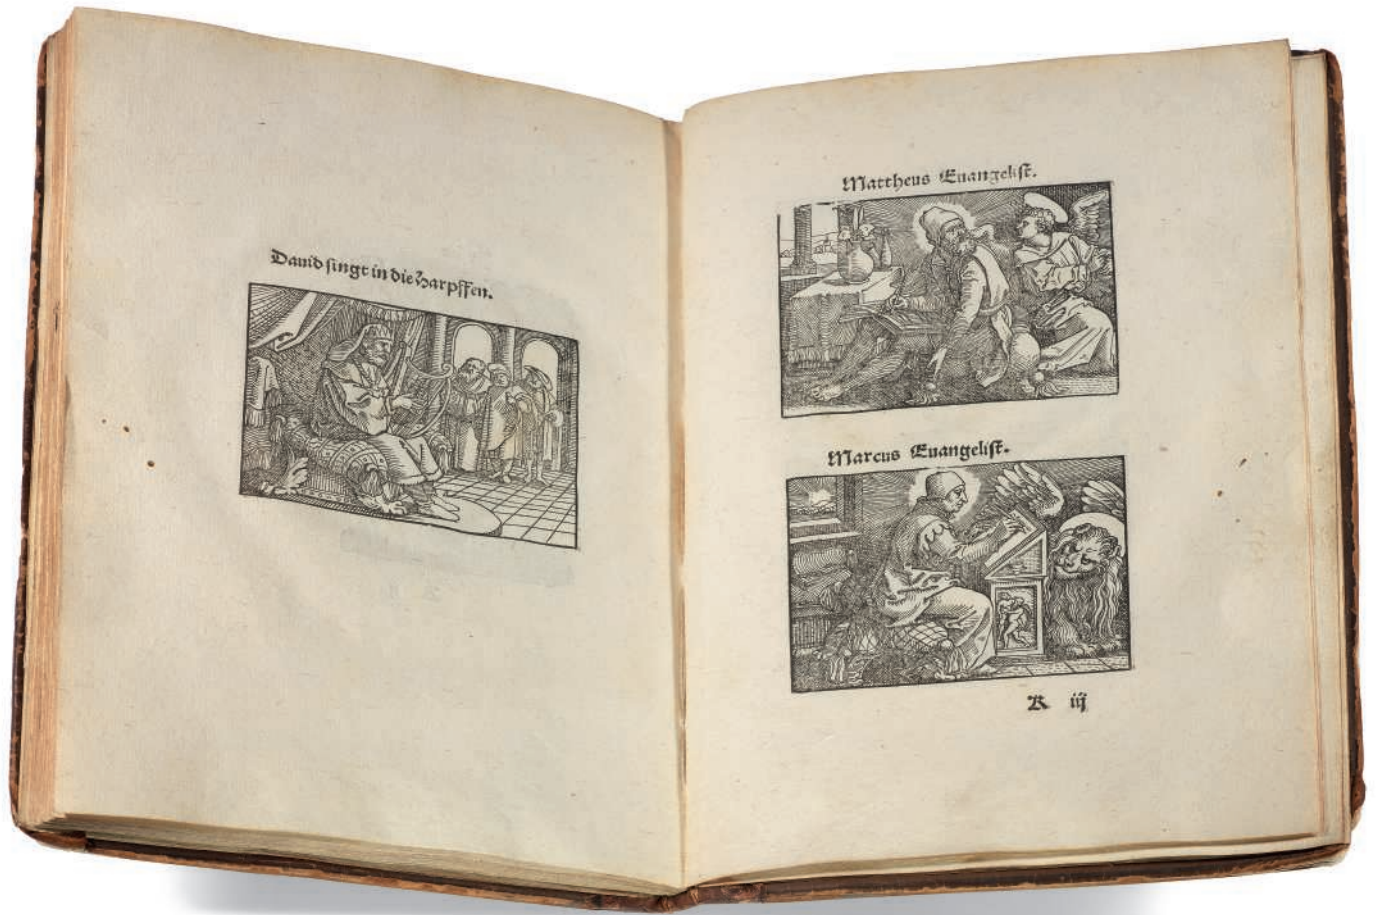 Dauid singt in die Harpffen.
Mattheus Euangelist.
Marcus Euangelist.
K iij